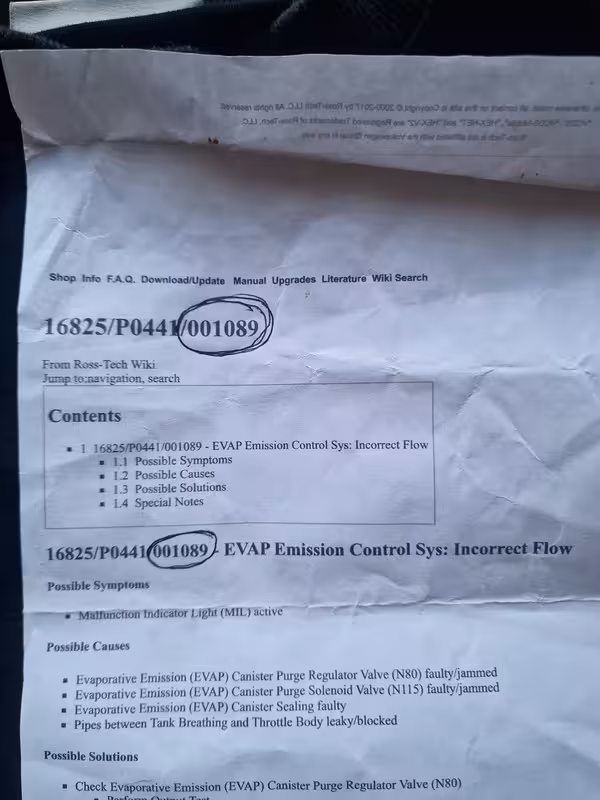 Shop Info F.A.Q. Download/Update Manual Upgrades Literature Wiki Search
16825/P0441/001089
From Ross-Tech Wiki
Jump to:navigation, search
Contents
▪ 1 16825/P0441/001089 - EVAP Emission Control Sys: Incorrect Flow
▪ 1.1 Possible Symptoms
▪ 1.2 Possible Causes
▪ 1.3 Possible Solutions
▪ 1.4 Special Notes
16825/P0441/001089 - EVAP Emission Control Sys: Incorrect Flow
Possible Symptoms
▪ Malfunction Indicator Light (MIL) active
Possible Causes
▪ Evaporative Emission (EVAP) Canister Purge Regulator Valve (N80) faulty/jammed
▪ Evaporative Emission (EVAP) Canister Purge Solenoid Valve (N115) faulty/jammed
▪ Evaporative Emission (EVAP) Canister Sealing faulty
▪ Pipes between Tank Breathing and Throttle Body leaky/blocked
Possible Solutions
▪ Check Evaporative Emission (EVAP) Canister Purge Regulator Valve (N80)
▪ Perform Output Test